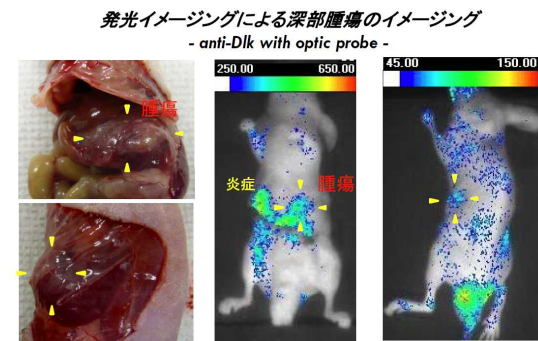 発光イメージングによる深部腫瘍のイメージング
- anti-Dlk with optic probe -
腫瘍
250.00 650.00
炎症 腫瘍
45.00 150.00